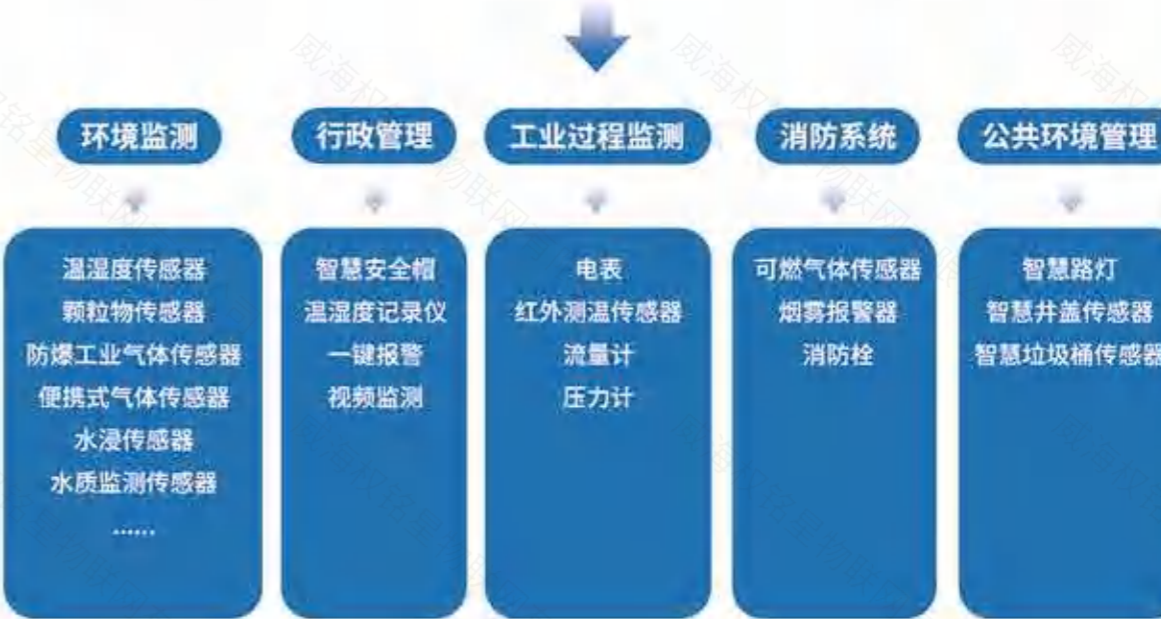 环境监测
行政管理
工业过程监测
消防系统
公共环境管理
温湿度传感器
颗粒物传感器
防爆工业气体传感器
便携式气体传感器
水浸传感器
水质监测传感器
……
智慧安全帽
温湿度记录仪
一键报警
视频监测
电表
红外测温传感器
流量计
压力计
可燃气体传感器
烟雾报警器
消防栓
智慧路灯
智慧井盖传感器
智慧垃圾桶传感器